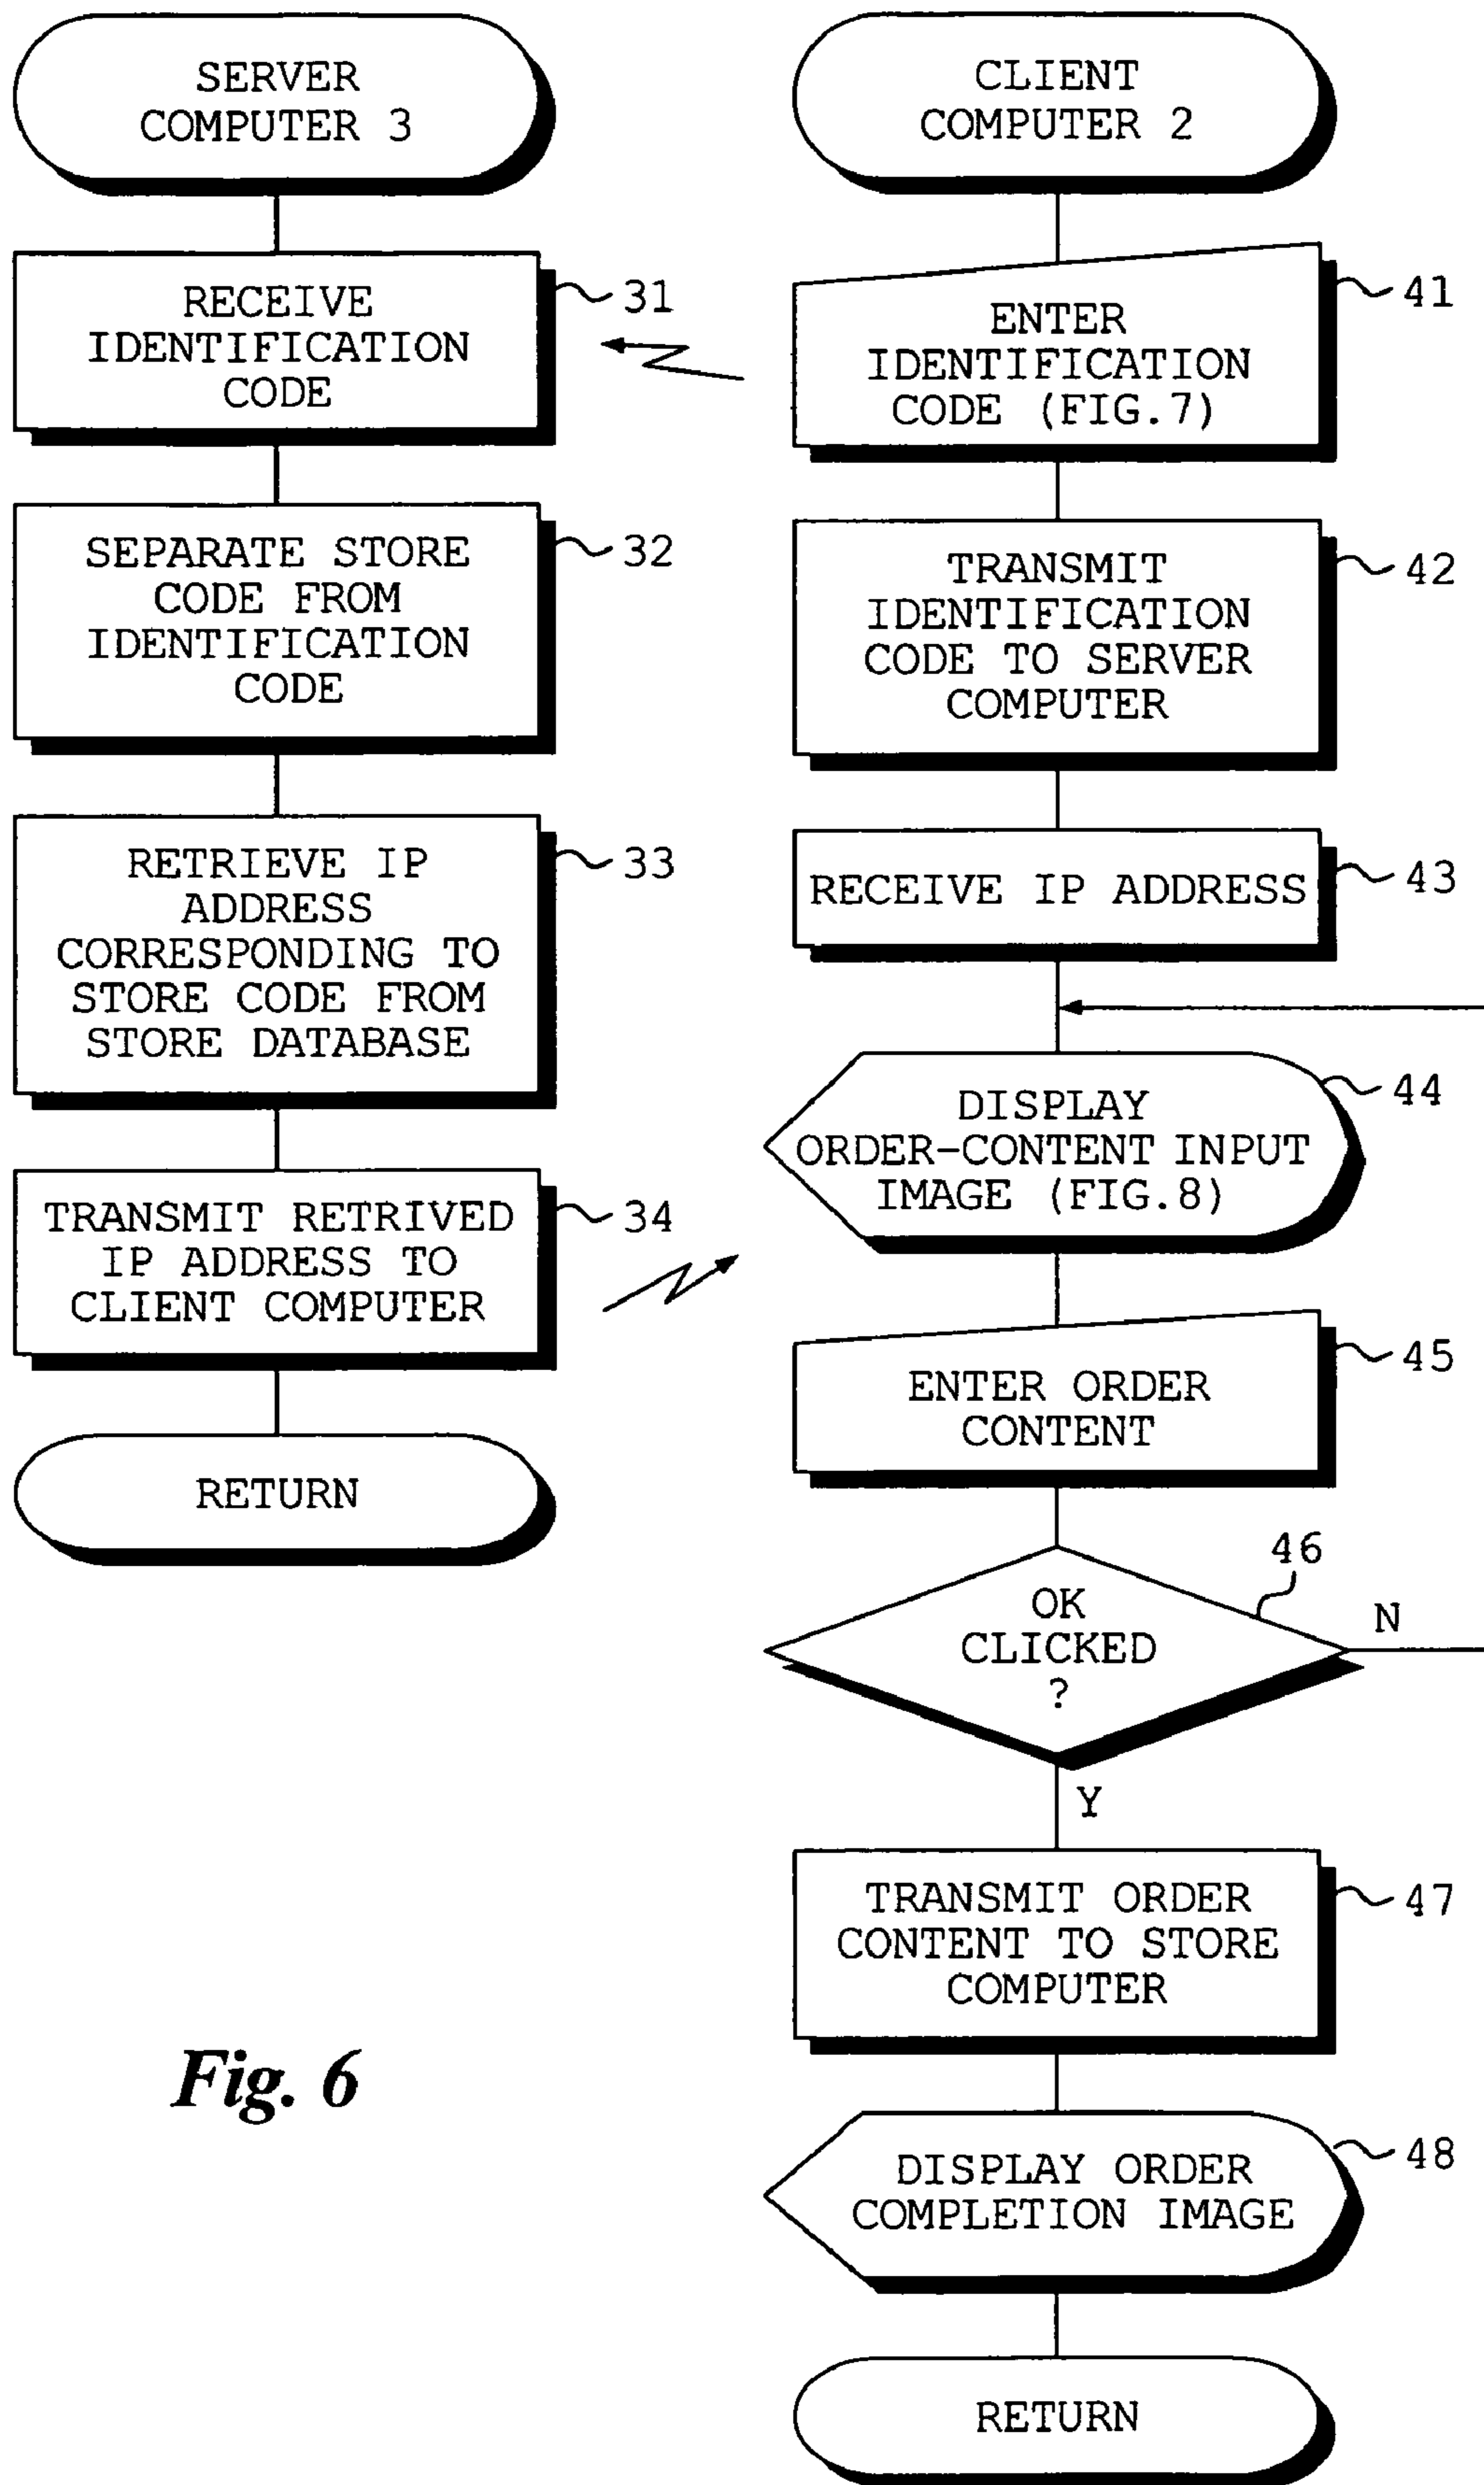 SERVER
COMPUTER 3
RECEIVE
IDENTIFICATION
CODE
31
SEPARATE STORE
CODE FROM
IDENTIFICATION
CODE
32
RETRIEVE IP
ADDRESS
CORRESPONDING TO
STORE CODE FROM
STORE DATABASE
33
TRANSMIT RETRIVED
IP ADDRESS TO
CLIENT COMPUTER
34
RETURN
CLIENT
COMPUTER 2
ENTER
IDENTIFICATION
CODE (FIG.7)
41
TRANSMIT
IDENTIFICATION
CODE TO SERVER
COMPUTER
42
RECEIVE IP ADDRESS
43
DISPLAY
ORDER-CONTENT INPUT
IMAGE (FIG.8)
44
ENTER ORDER
CONTENT
45
OK
CLICKED
?
46
N
Y
TRANSMIT ORDER
CONTENT TO STORE
COMPUTER
47
DISPLAY ORDER
COMPLETION IMAGE
48
RETURN
Fig. 6